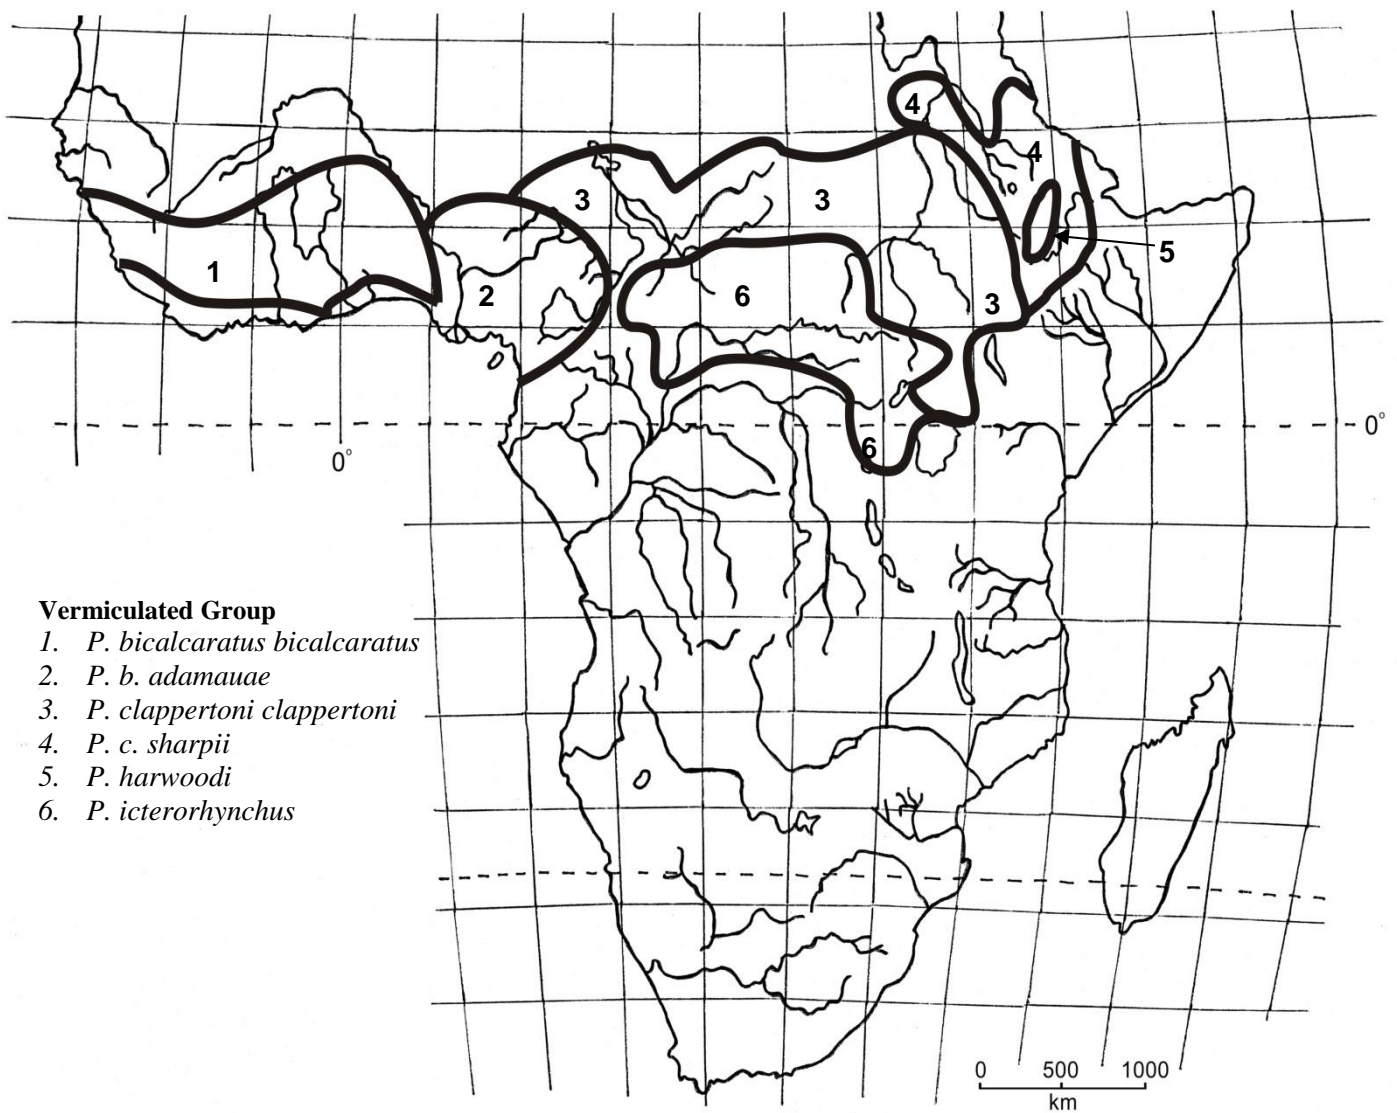 4
4
3
3
5
1
2
6
3
0°
6
0°
Vermiculated Group
1. P. bicalcaratus bicalcaratus
2. P. b. adamauae
3. P. clappertoni clappertoni
4. P. c. sharpii
5. P. harwoodi
6. P. icterorhynchus
0 500 1000
km